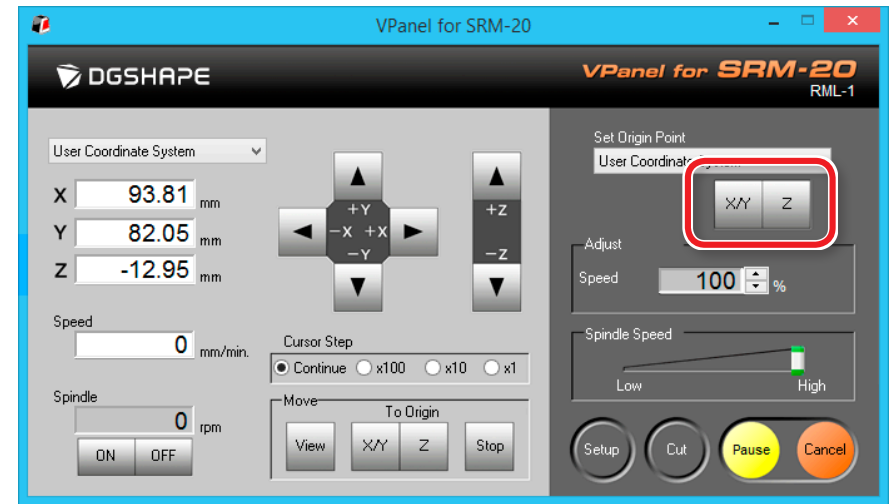 VPanel for SRM-20
DGSHAPE
VPanel for SRM-20
RML-1
User Coordinate System
X 93.81 mm
Y 82.05 mm
Z -12.95 mm
Speed
0 mm/min.
Spindle
0 rpm
ON OFF
+Y
-X +X
-Y
+Z
-Z
Cursor Step
Continue x100 x10 x1
Move
To Origin
View X/Y Z Stop
Set Origin Point
User Coordinate
X/Y Z
Adjust
Speed 100 %
Spindle Speed
Low High
Setup Cut Pause Cancel